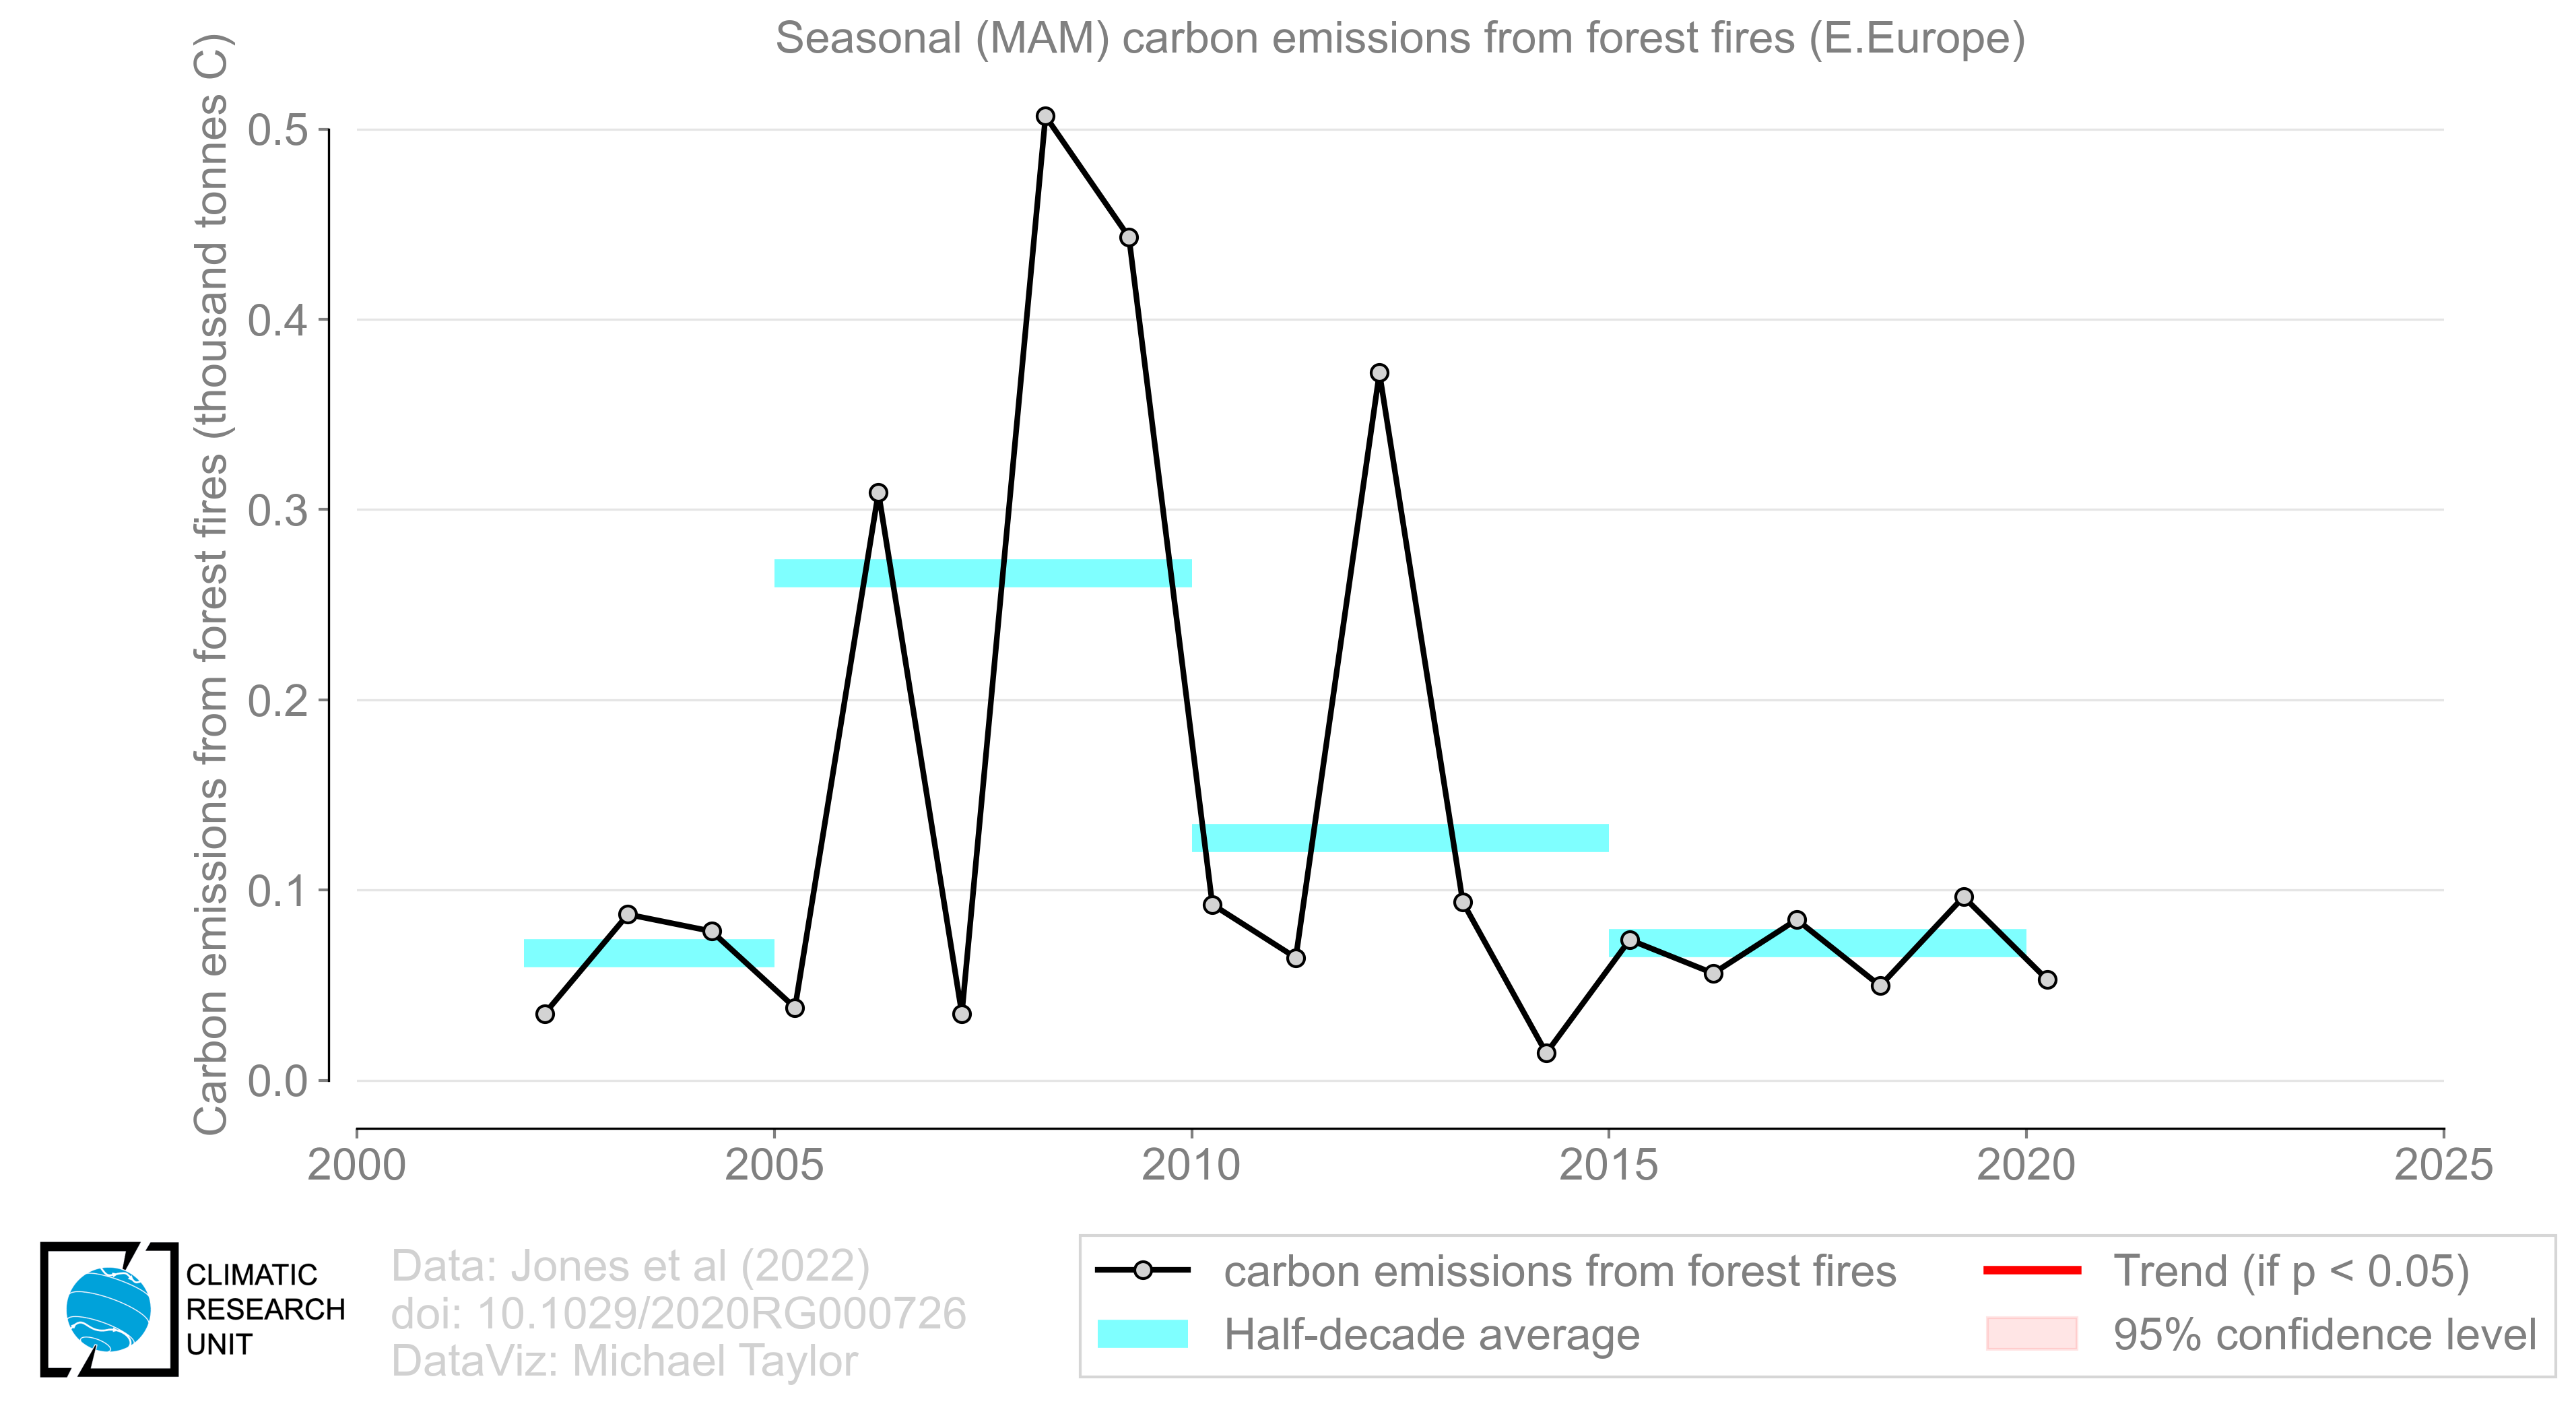 Seasonal (MAM) carbon emissions from forest fires (E.Europe)
Carbon emissions from forest fires (thousand tonnes C)
0.5
0.4
0.3
0.2
0.1
0.0
2000
2005
2010
2015
2020
2025
CLIMATIC
RESEARCH
UNIT
Data: Jones et al (2022)
doi: 10.1029/2020RG000726
DataViz: Michael Taylor
carbon emissions from forest fires
Half-decade average
Trend (if p < 0.05)
95% confidence level